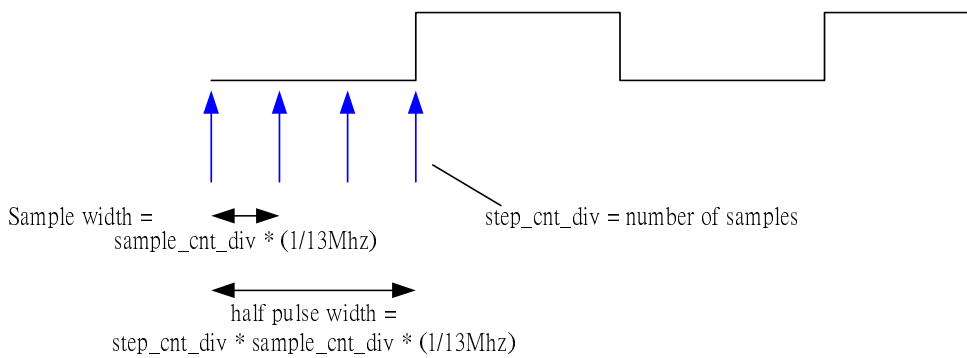 Sample width =
sample_cnt_div * (1/13Mhz)
step_cnt_div = number of samples
half pulse width =
step_cnt_div * sample_cnt_div * (1/13Mhz)